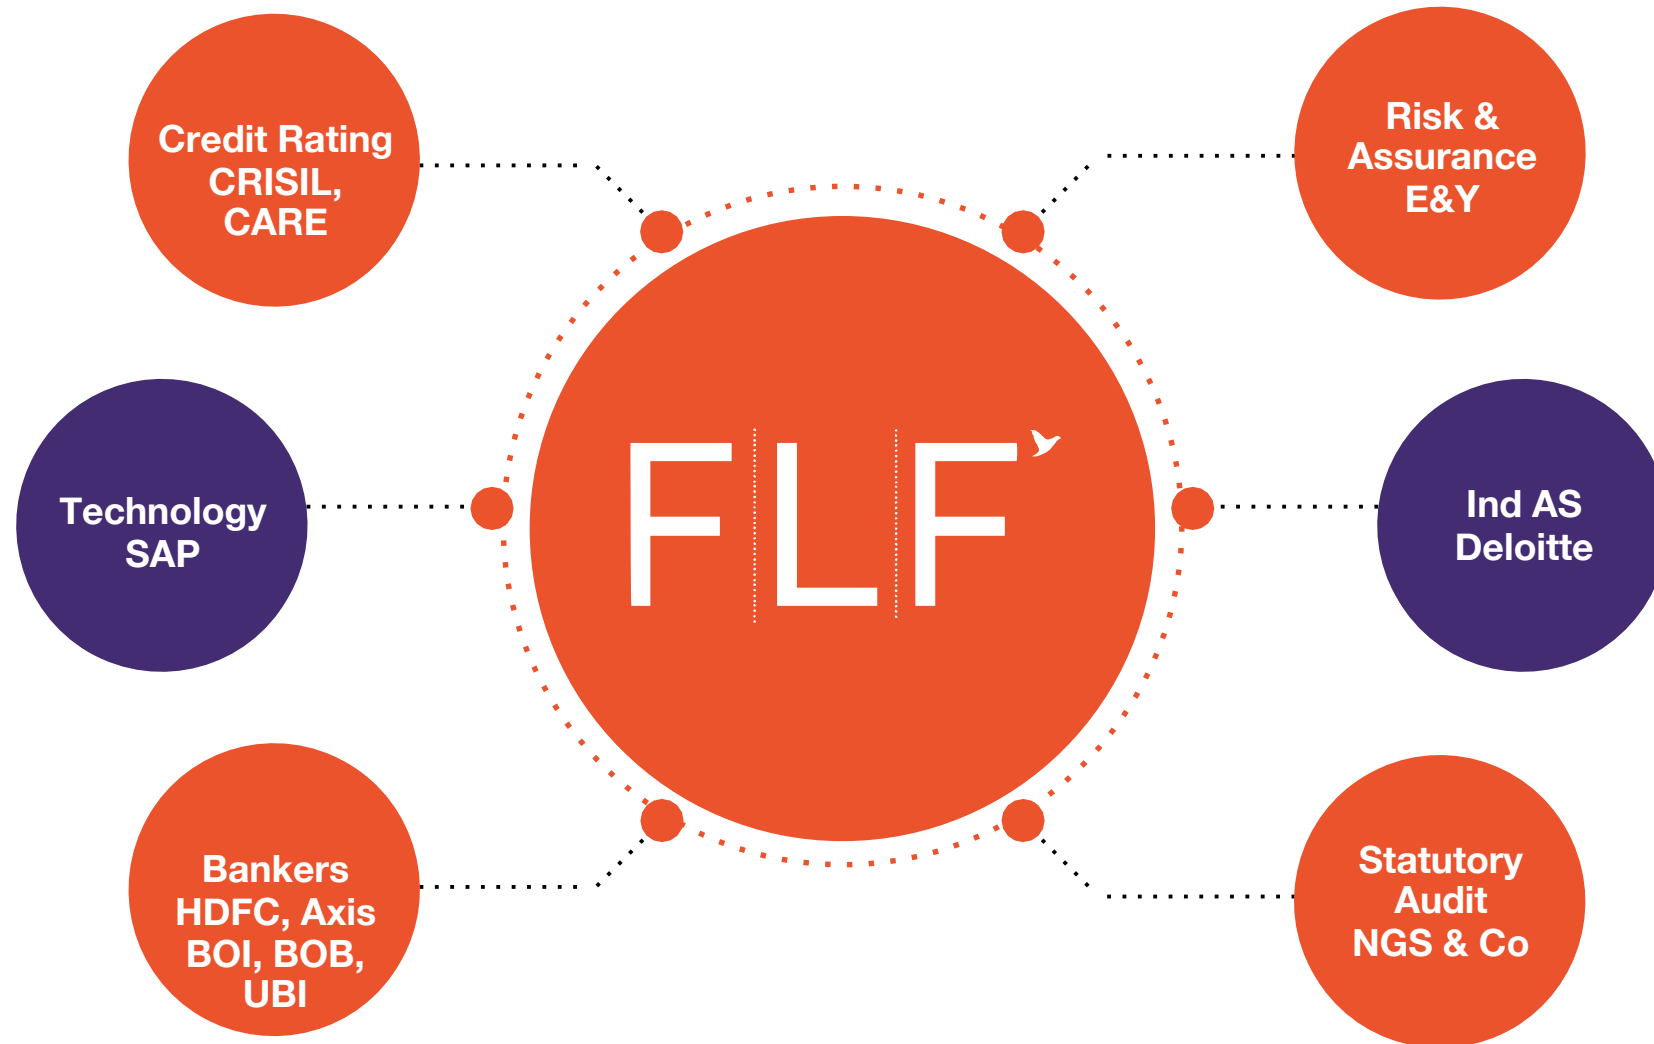 Credit Rating
CRISIL,
CARE
Risk &
Assurance
E&Y
Technology
SAP
FLF
Ind AS
Deloitte
Bankers
HDFC, Axis
BOI, BOB,
UBI
Statutory
Audit
NGS & Co